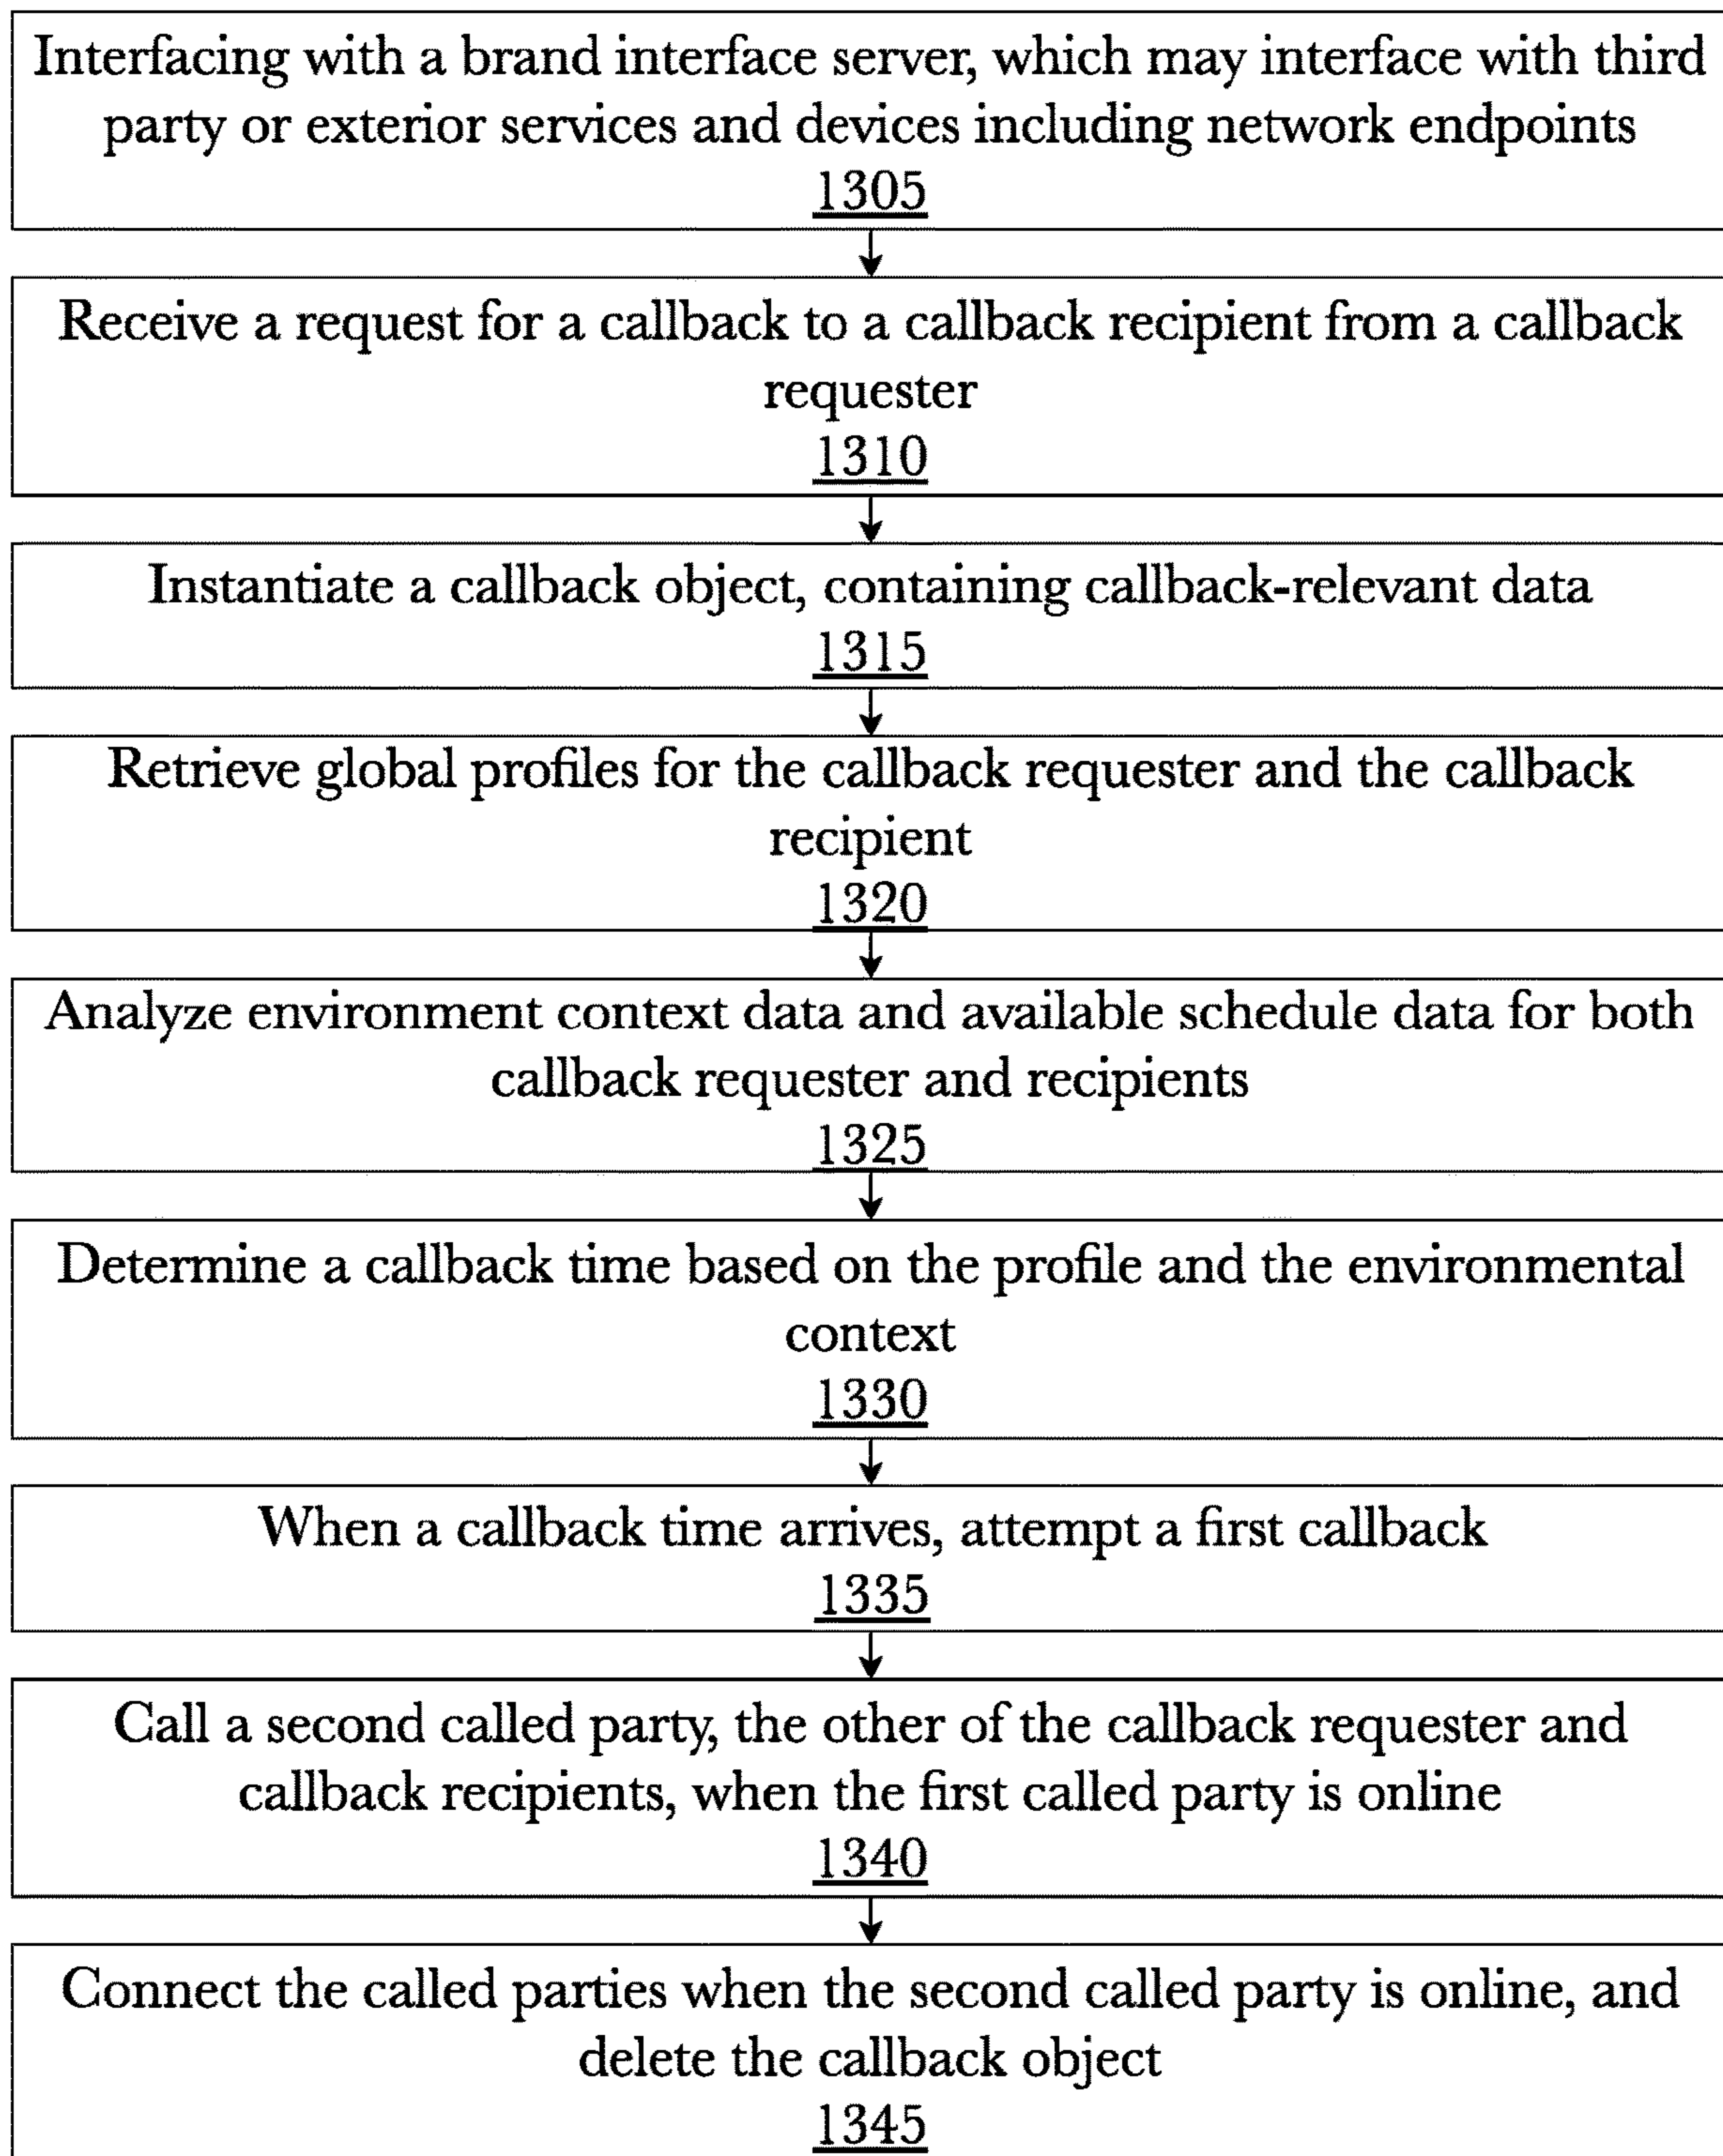 Interfacing with a brand interface server, which may interface with third
party or exterior services and devices including network endpoints
1305
Receive a request for a callback to a callback recipient from a callback
requester
1310
Instantiate a callback object, containing callback-relevant data
1315
Retrieve global profiles for the callback requester and the callback
recipient
1320
Analyze environment context data and available schedule data for both
callback requester and recipients
1325
Determine a callback time based on the profile and the environmental
context
1330
When a callback time arrives, attempt a first callback
1335
Call a second called party, the other of the callback requester and
callback recipients, when the first called party is online
1340
Connect the called parties when the second called party is online, and
delete the callback object
1345